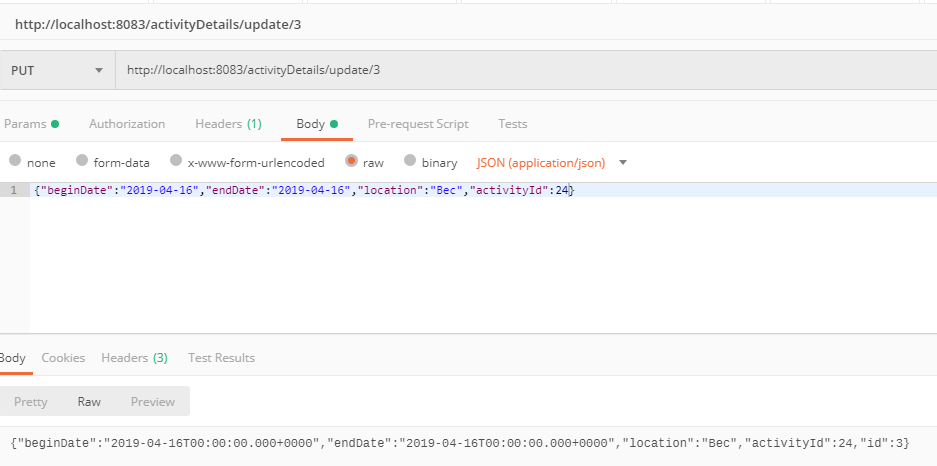 http://localhost:8083/activityDetails/update/3
PUT http://localhost:8083/activityDetails/update/3
Params Authorization Headers (1) Body Pre-request Script Tests
none form-data x-www-form-urlencoded raw binary JSON (application/json)
1 {"beginDate":"2019-04-16","endDate":"2019-04-16","location":"Bec","activityId":24}
Body Cookies Headers (3) Test Results
Pretty Raw Preview
{"beginDate":"2019-04-16T00:00:00.000+0000","endDate":"2019-04-16T00:00:00.000+0000","location":"Bec","activityId":24,"id":3}